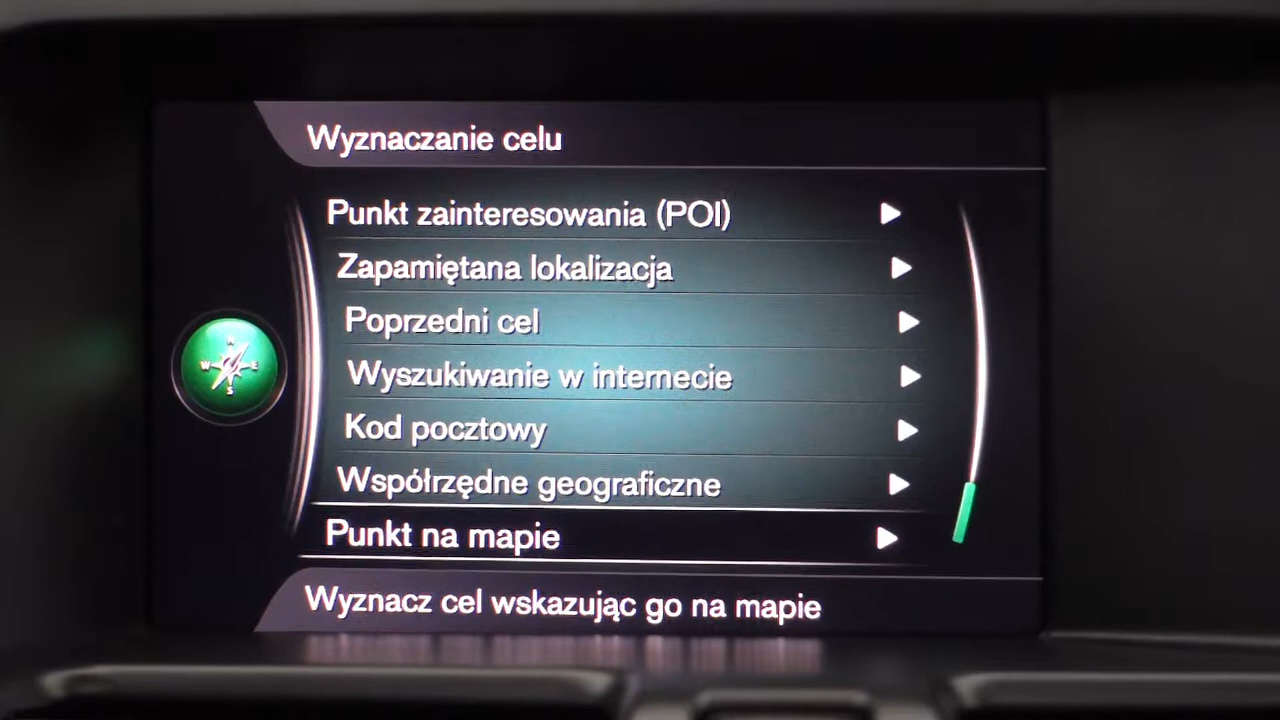 Wyznaczanie celu
Punkt zainteresowania (POI)
Zapamiętana lokalizacja
Poprzedni cel
Wyszukiwanie w internecie
Kod pocztowy
Współrzędne geograficzne
Punkt na mapie
Wyznacz cel wskazując go na mapie
W E
S